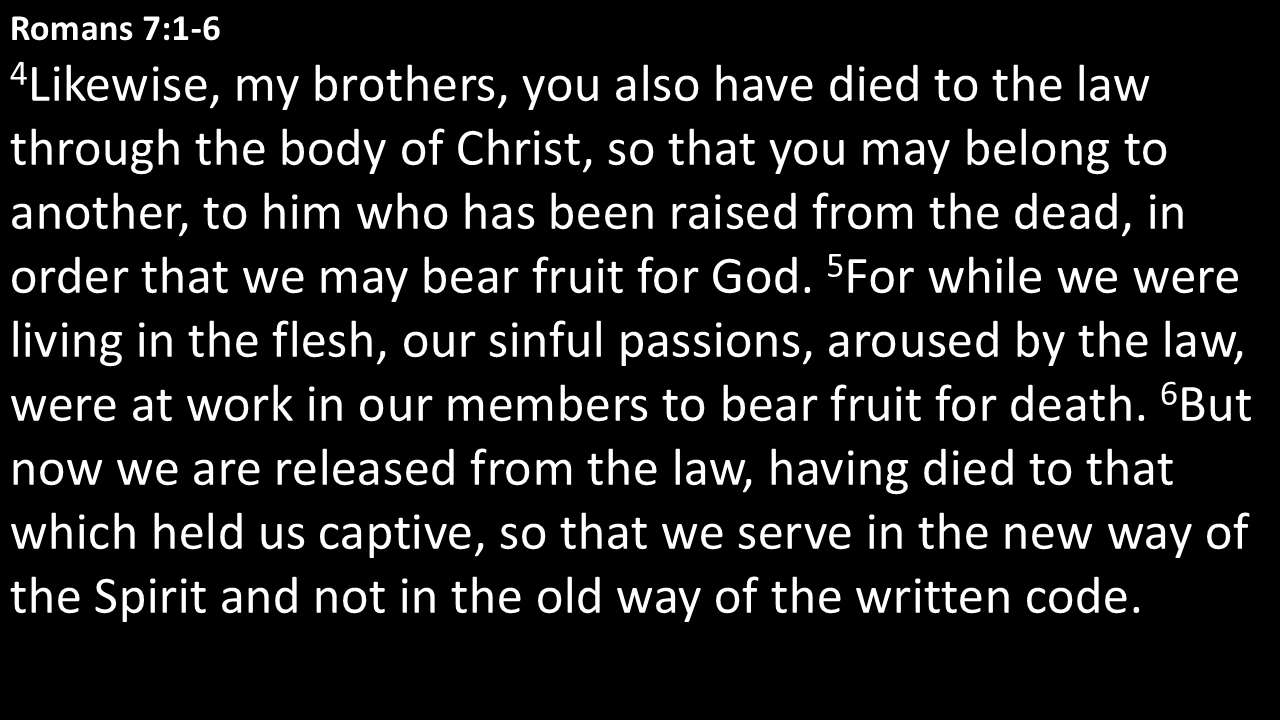 Romans 7:1-6
⁴Likewise, my brothers, you also have died to the law
through the body of Christ, so that you may belong to
another, to him who has been raised from the dead, in
order that we may bear fruit for God. ⁵For while we were
living in the flesh, our sinful passions, aroused by the law,
were at work in our members to bear fruit for death. ⁶But
now we are released from the law, having died to that
which held us captive, so that we serve in the new way of
the Spirit and not in the old way of the written code.